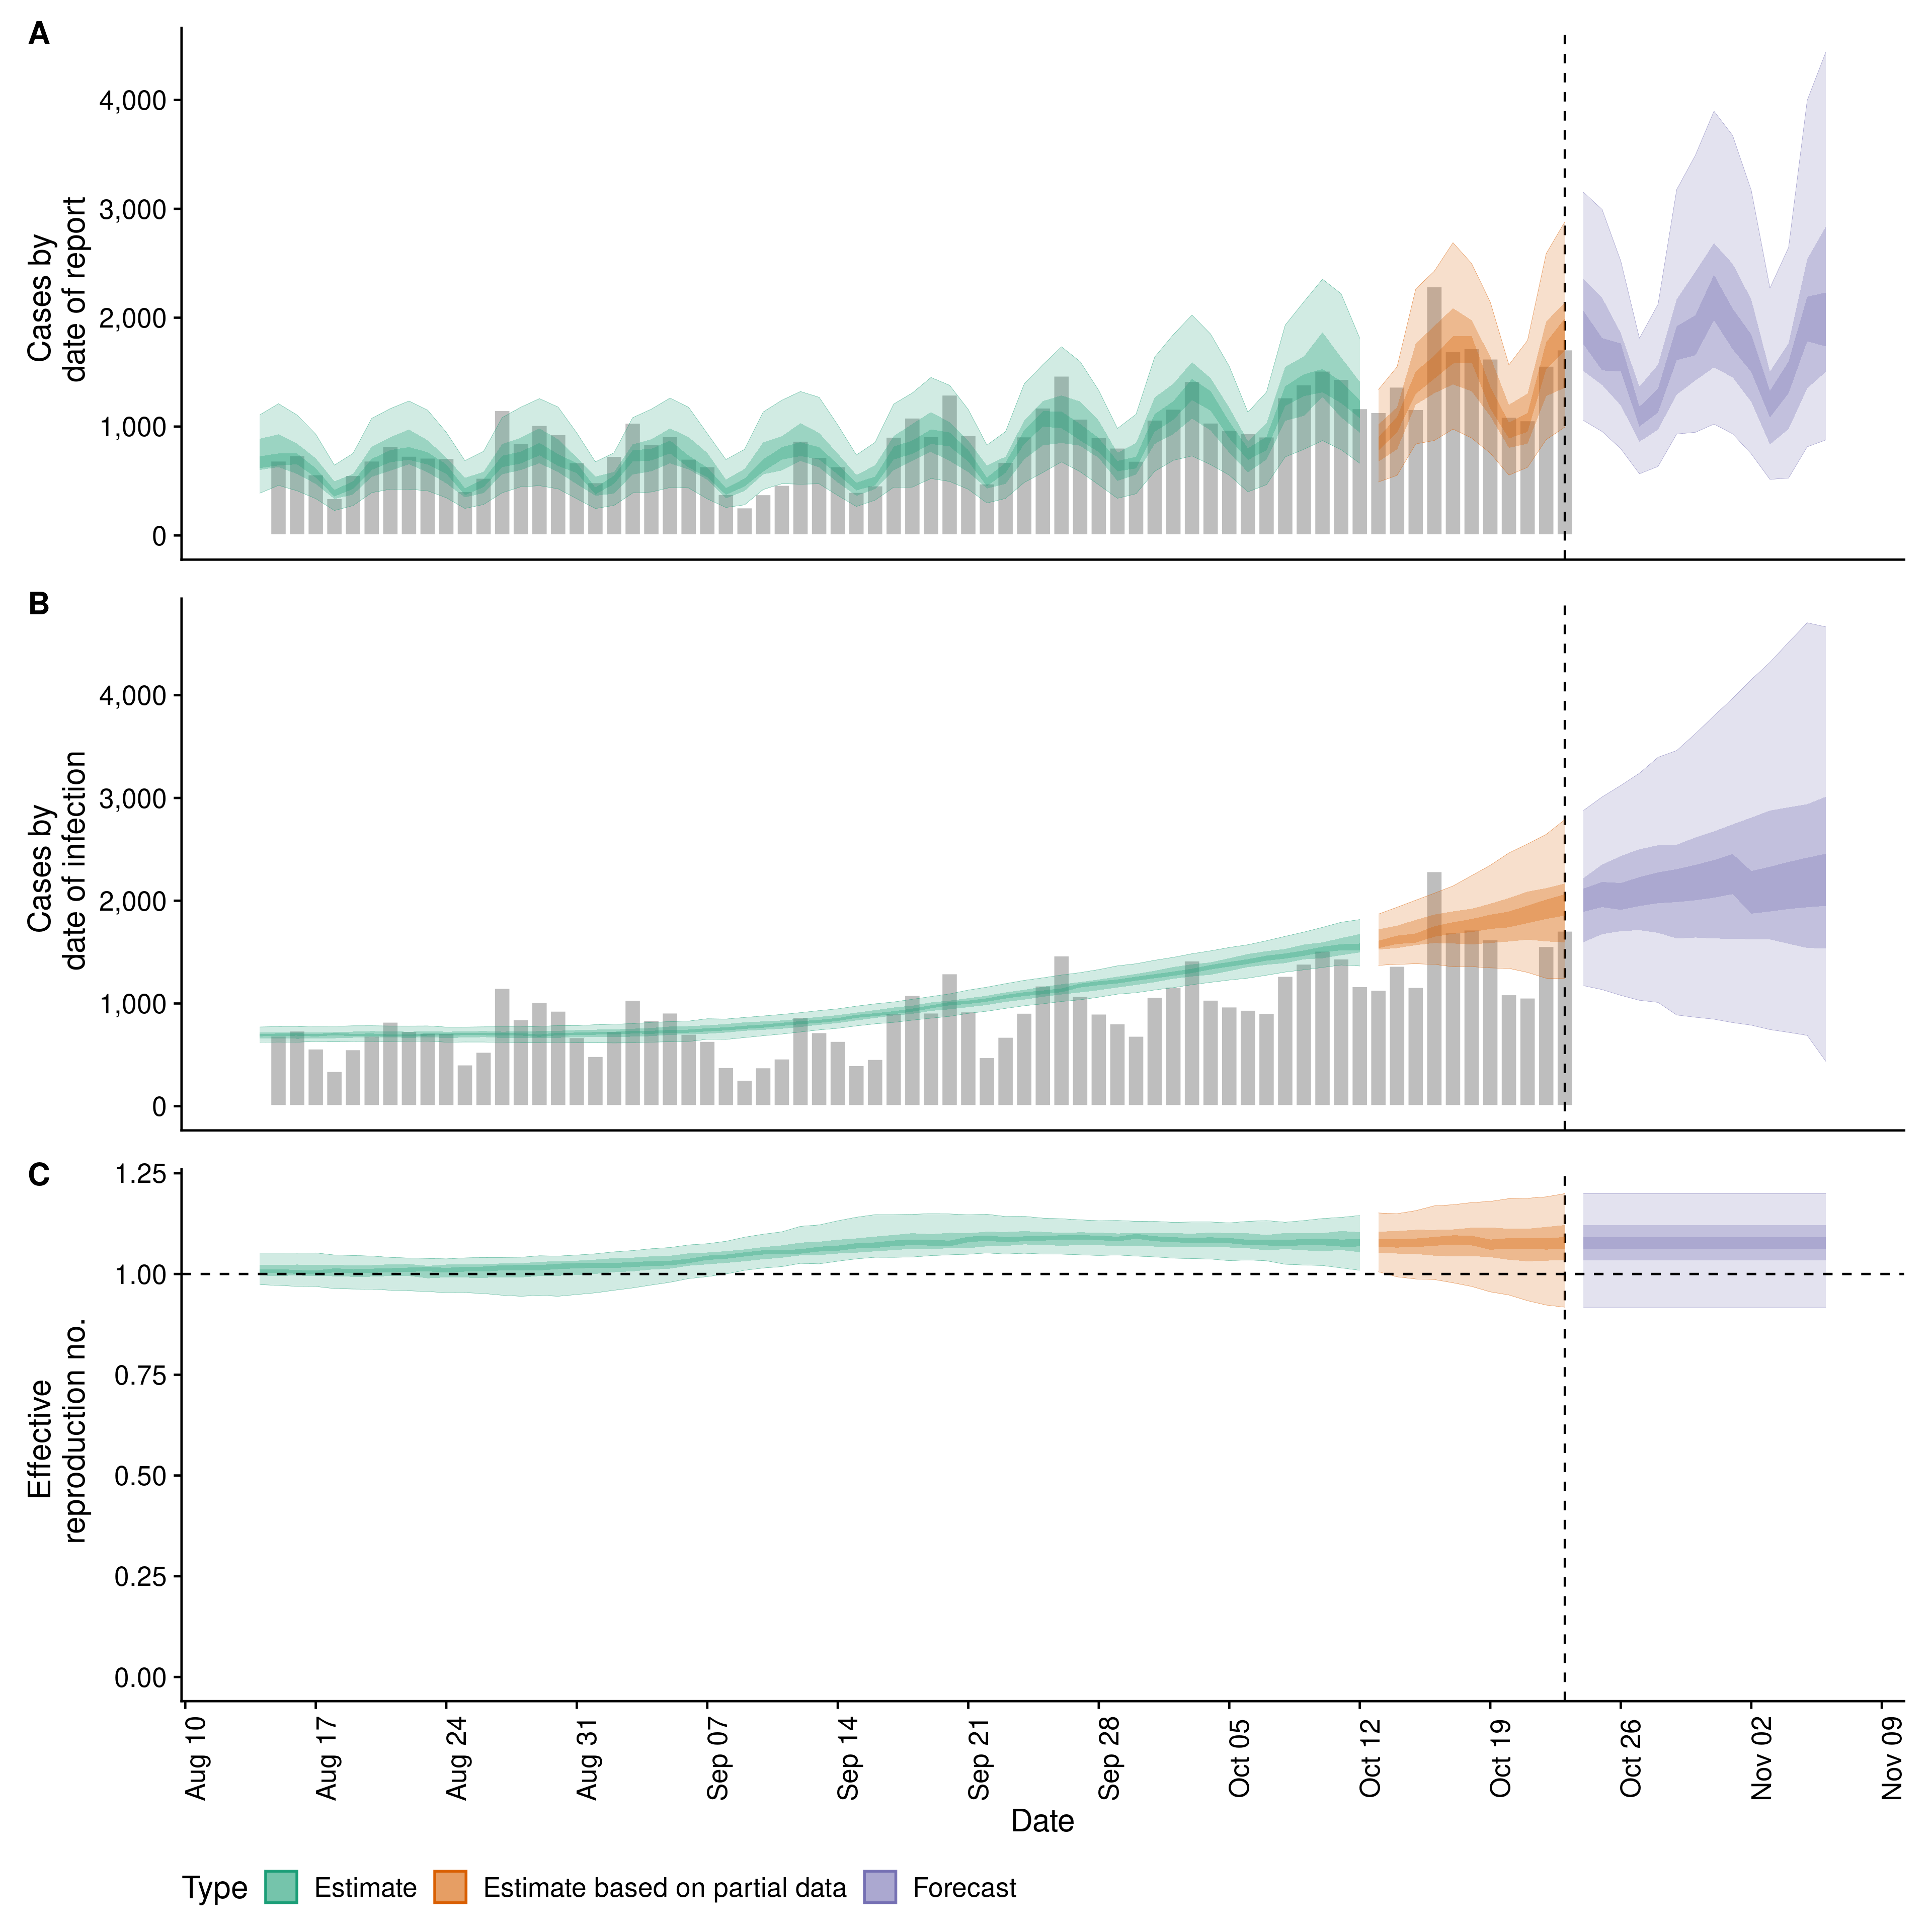 A
Cases by
date of report
4,000
3,000
2,000
1,000
0
B
Cases by
date of infection
4,000
3,000
2,000
1,000
0
C
Effective
reproduction no.
1.25
1.00
0.75
0.50
0.25
0.00
Aug 10
Aug 17
Aug 24
Aug 31
Sep 07
Sep 14
Sep 21
Sep 28
Oct 05
Oct 12
Oct 19
Oct 26
Nov 02
Nov 09
Date
Type Estimate Estimate based on partial data Forecast